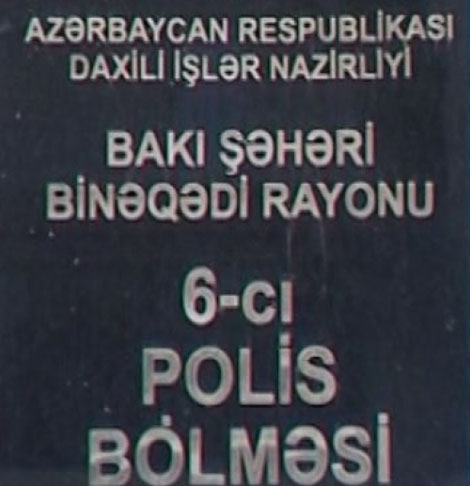 AZƏRBAYCAN RESPUBLİKASI
DAXİLİ İŞLƏR NAZİRLİYİ
BAKI ŞƏHƏRİ
BİNƏQƏDİ RAYONU
6-cı
POLİS
BÖLMƏSİ